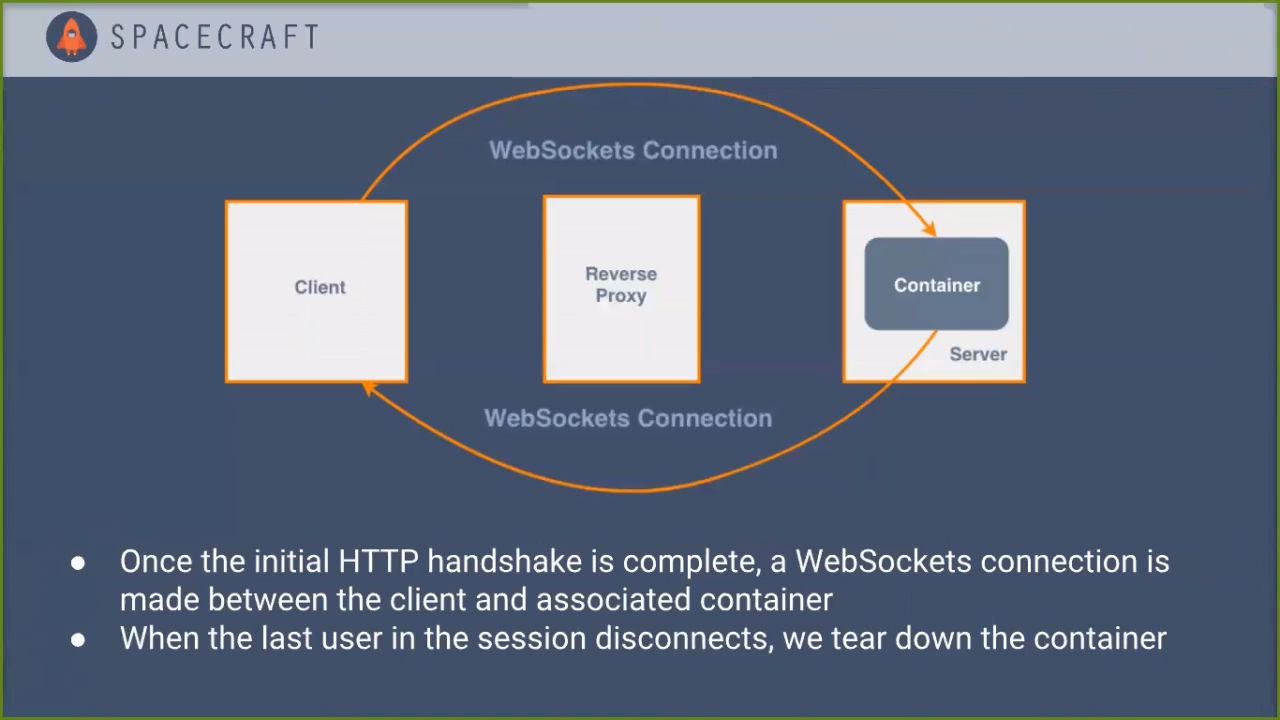 SPACECRAFT
WebSockets Connection
Client
Reverse
Proxy
Container
Server
WebSockets Connection
● Once the initial HTTP handshake is complete, a WebSockets connection is
made between the client and associated container
● When the last user in the session disconnects, we tear down the container